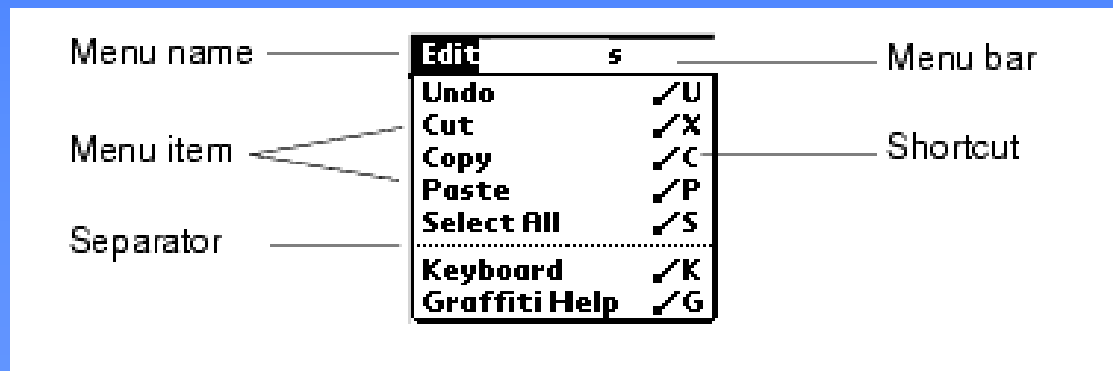 Menu name
Edit s
Menu bar
Undo ⟋U
Cut ⟋X
Menu item
Copy ⟋C
Shortcut
Paste ⟋P
Select All ⟋S
Separator
Keyboard ⟋K
Graffiti Help ⟋G